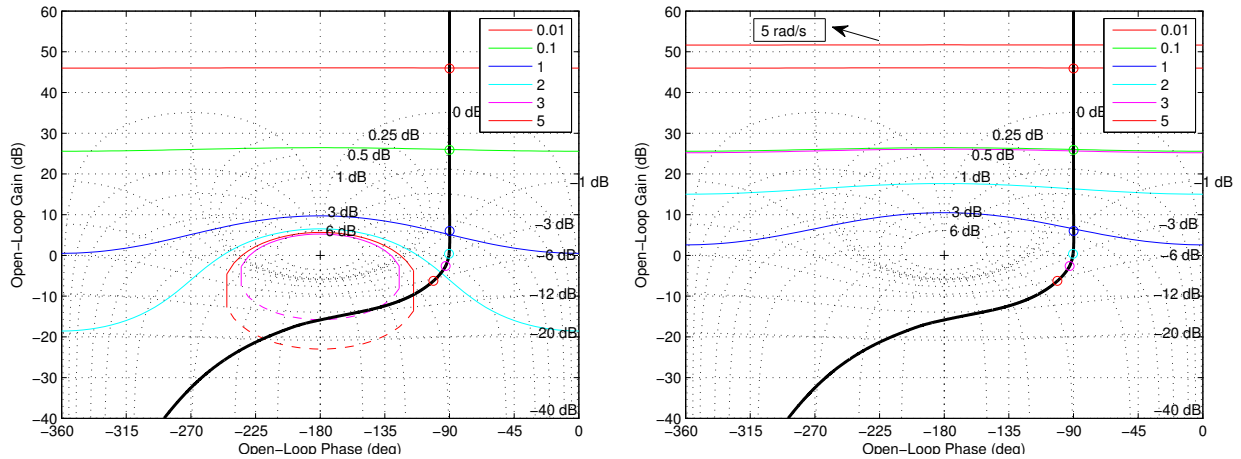 60
50
40
30
20
10
0
−10
−20
−30
−40
−360
−315
−270
−225
−180
−135
−90
−45
0
Open−Loop Phase (deg)
Open−Loop Gain (dB)
0.01
0.1
1
2
3
5
0 dB
0.25 dB
0.5 dB
1 dB
−1 dB
3 dB
−3 dB
6 dB
−6 dB
−12 dB
−20 dB
−40 dB
5 rad/s
60
50
40
30
20
10
0
−10
−20
−30
−40
−360
−315
−270
−225
−180
−135
−90
−45
0
Open−Loop Phase (deg)
Open−Loop Gain (dB)
0.01
0.1
1
2
3
5
0 dB
0.25 dB
0.5 dB
1 dB
−1 dB
3 dB
−3 dB
6 dB
−6 dB
−12 dB
−20 dB
−40 dB